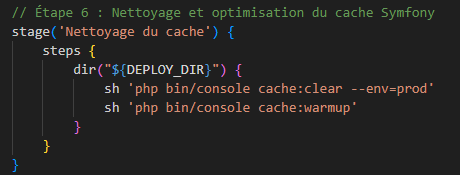 // Étape 6 : Nettoyage et optimisation du cache Symfony
stage('Nettoyage du cache') {
    steps {
        dir("${DEPLOY_DIR}") {
            sh 'php bin/console cache:clear --env=prod'
            sh 'php bin/console cache:warmup'
        }
    }
}